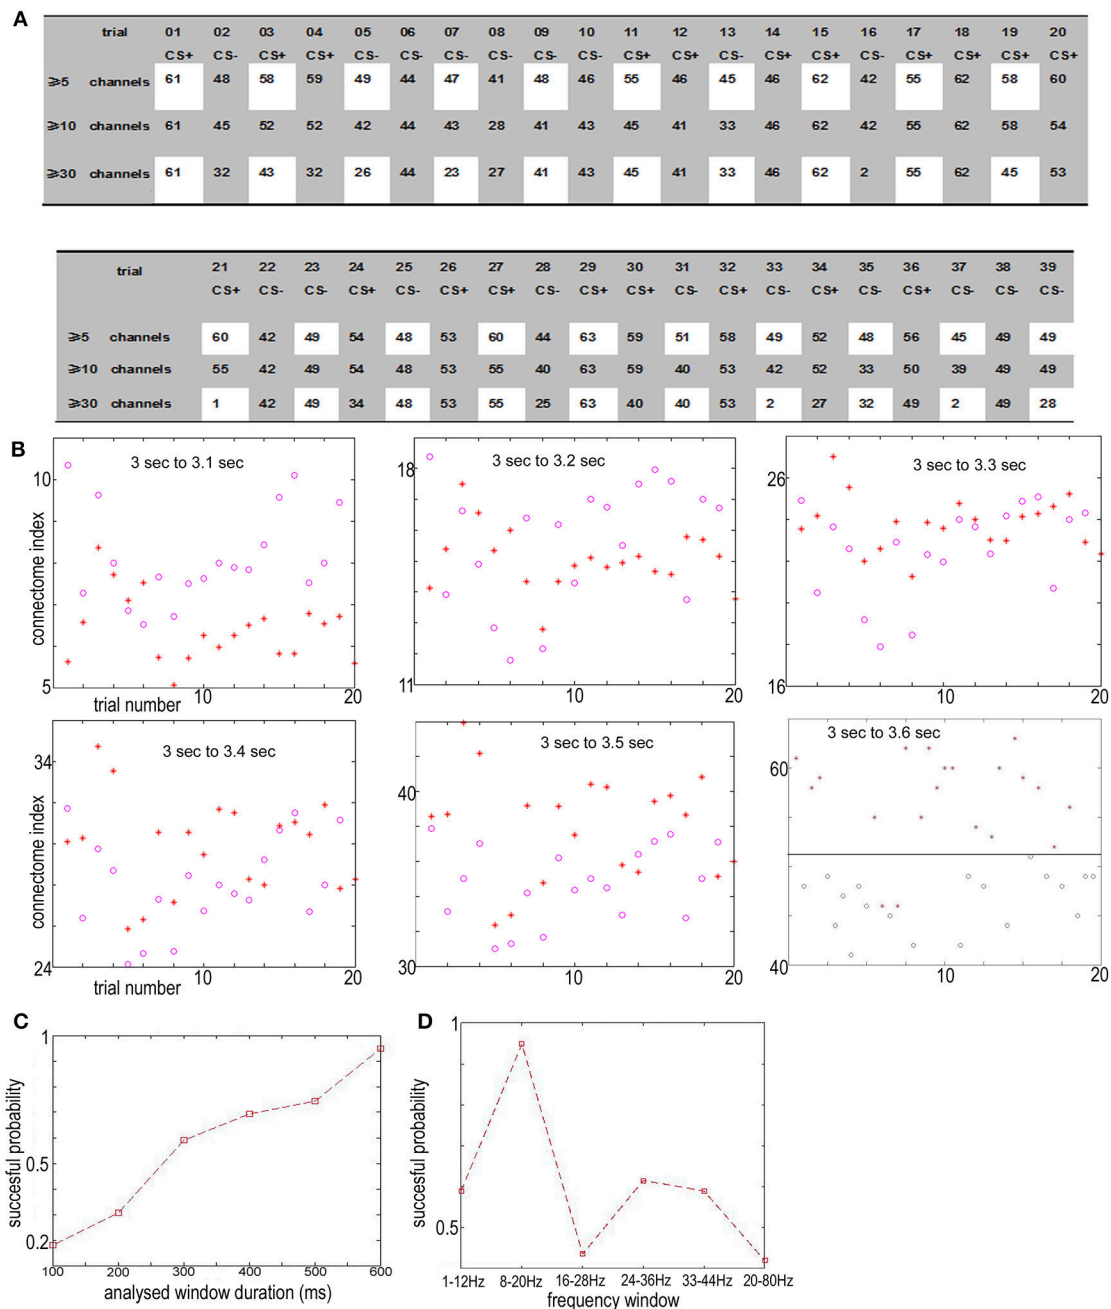 A
trial 01 02 03 04 05 06 07 08 09 10 11 12 13 14 15 16 17 18 19 20
CS+ CS- CS+ CS+ CS- CS- CS- CS- CS- CS- CS+ CS+ CS- CS+ CS+ CS- CS+ CS+ CS+ CS+
⩾5 channels 61 48 58 59 49 44 47 41 48 46 55 46 45 46 62 42 55 62 58 60
⩾10 channels 61 45 52 52 42 44 43 28 41 43 45 41 33 46 62 42 55 62 58 54
⩾30 channels 61 32 43 32 26 44 23 27 41 43 45 41 33 46 62 2 55 62 45 53
trial 21 22 23 24 25 26 27 28 29 30 31 32 33 34 35 36 37 38 39
CS+ CS- CS- CS+ CS- CS+ CS+ CS- CS+ CS+ CS- CS+ CS- CS+ CS- CS+ CS- CS- CS-
⩾5 channels 60 42 49 54 48 53 60 44 63 59 51 58 49 52 48 56 45 49 49
⩾10 channels 55 42 49 54 48 53 55 40 63 59 40 53 42 52 33 50 39 49 49
⩾30 channels 1 42 49 34 48 53 55 25 63 40 40 53 2 27 32 49 2 49 28
B
3 sec to 3.1 sec
10
5
connectome index
10 20
trial number
3 sec to 3.2 sec
18
11
10 20
3 sec to 3.3 sec
26
16
10 20
3 sec to 3.4 sec
34
24
connectome index
10 20
trial number
3 sec to 3.5 sec
40
30
10 20
3 sec to 3.6 sec
60
40
10 20
C
1
0.5
0.2
succesful probability
100 200 300 400 500 600
analysed window duration (ms)
D
1
0.5
succesful probability
1-12Hz 8-20Hz 16-28Hz 24-36Hz 33-44Hz 20-80Hz
frequency window